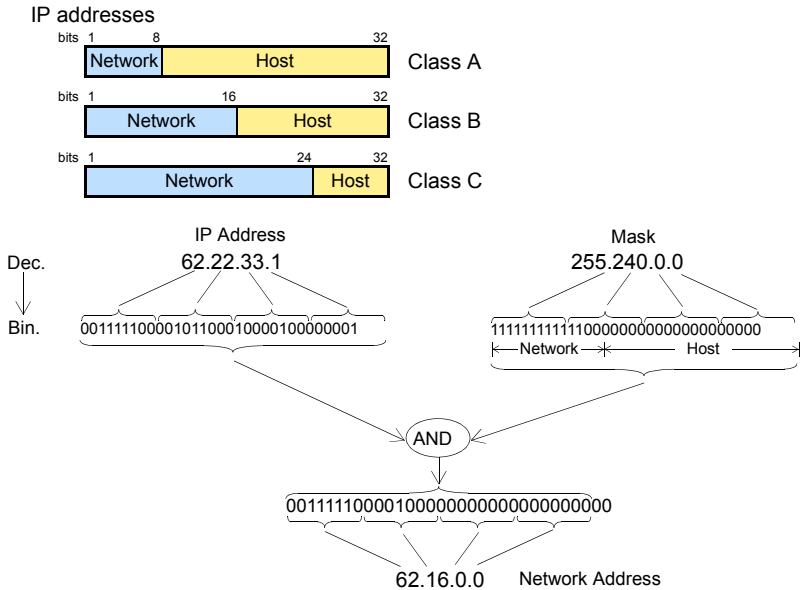 IP addresses
bits 1 8 32
Network Host Class A
bits 1 16 32
Network Host Class B
bits 1 24 32
Network Host Class C
IP Address Mask
Dec. 62.22.33.1 255.240.0.0
Bin. 00111110000101100010000100000001 11111111111100000000000000000000
Network Host
AND
00111110000100000000000000000000
62.16.0.0 Network Address